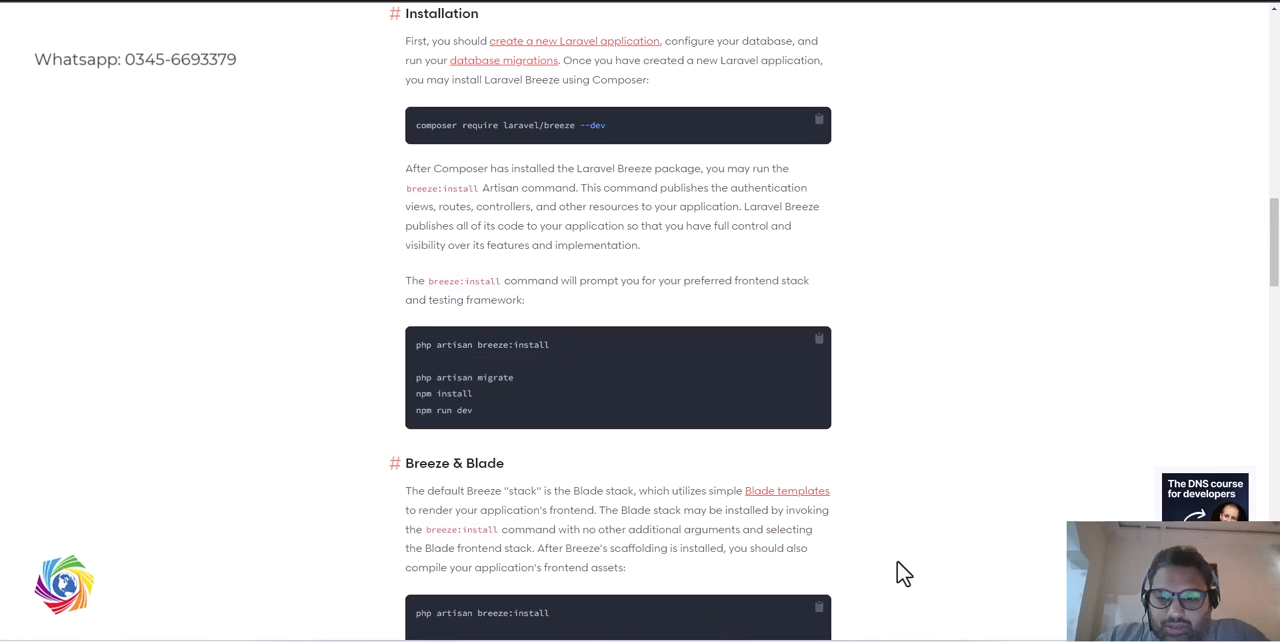 # Installation
Whatsapp: 0345-6693379
First, you should create a new Laravel application, configure your database, and
run your database migrations. Once you have created a new Laravel application,
you may install Laravel Breeze using Composer:
composer require laravel/breeze --dev
After Composer has installed the Laravel Breeze package, you may run the
breeze:install Artisan command. This command publishes the authentication
views, routes, controllers, and other resources to your application. Laravel Breeze
publishes all of its code to your application so that you have full control and
visibility over its features and implementation.
The breeze:install command will prompt you for your preferred frontend stack
and testing framework:
php artisan breeze:install
php artisan migrate
npm install
npm run dev
# Breeze & Blade
The default Breeze "stack" is the Blade stack, which utilizes simple Blade templates
to render your application's frontend. The Blade stack may be installed by invoking
the breeze:install command with no other additional arguments and selecting
the Blade frontend stack. After Breeze's scaffolding is installed, you should also
compile your application's frontend assets:
php artisan breeze:install
The DNS course
for developers